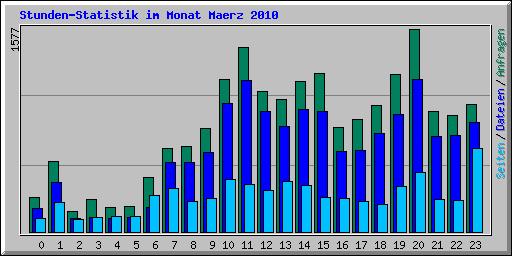 Stunden-Statistik im Monat Maerz 2010
1577
Seiten / Dateien / Anfragen
0 1 2 3 4 5 6 7 8 9 10 11 12 13 14 15 16 17 18 19 20 21 22 23